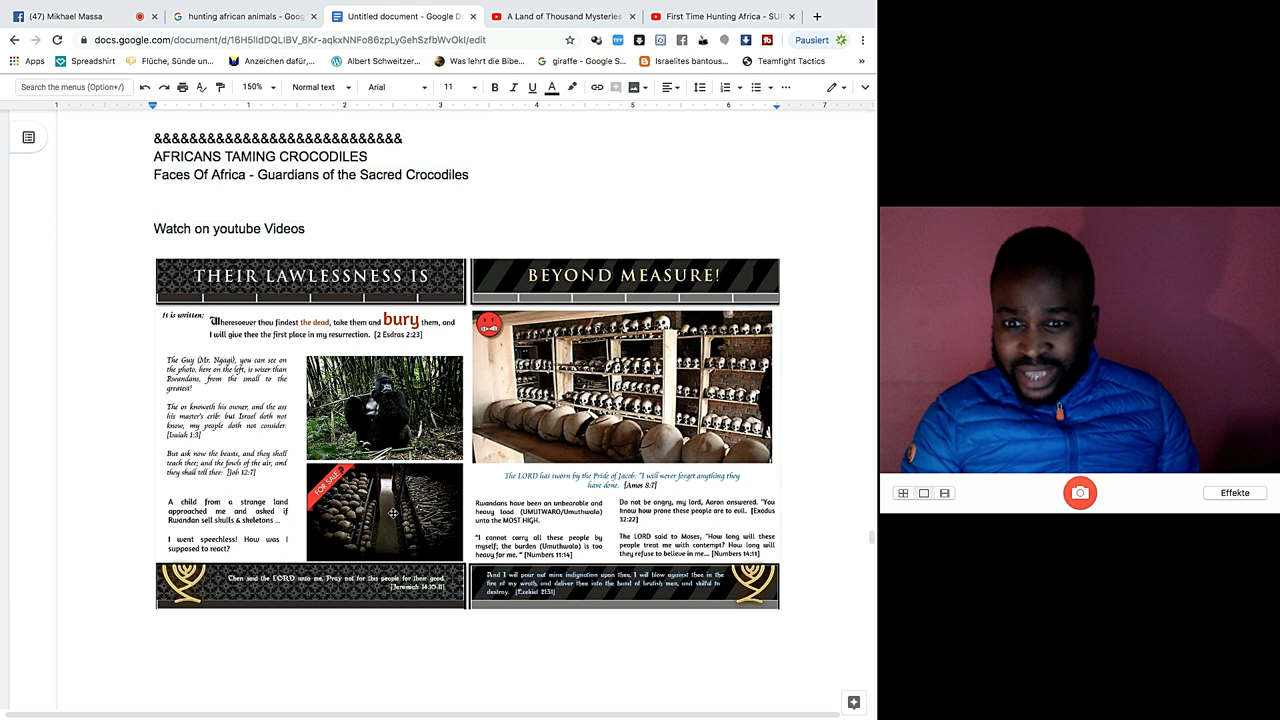 (47) Mikhael Massa
hunting african animals - Goog
Untitled document - Google D
A Land of Thousand Mysteries
First Time Hunting Africa - SU
docs.google.com/document/d/16H5lIdDQLIBV_8Kr-aqkxNNFo86zpLyGehSzfbWvOkI/edit
Pausiert
Apps
Spreadshirt
Flüche, Sünde un...
Anzeichen dafür,...
Albert Schweitzer...
Was lehrt die Bibe...
giraffe - Google S...
Israelites bantous...
Teamfight Tactics
»
Search the menus (Option+/)
150%
Normal text
Arial
11
B I U A
1 1 2 3 4 5 6 7
&&&&&&&&&&&&&&&&&&&&&&&&&&&&
AFRICANS TAMING CROCODILES
Faces Of Africa - Guardians of the Sacred Crocodiles
Watch on youtube Videos
THEIR LAWLESSNESS IS
It is written:
Wheresoever thou findest the dead, take them and bury them, and
I will give thee the first place in my resurrection. [2 Esdras 2:23]
The Guy (Mr. Ngagi), you can see on
the photo, here on the left, is wiser than
Rwandans, from the small to the
greatest!
The ox knoweth his owner, and the ass
his master's crib: but Israel doth not
know, my people doth not consider.
[Isaiah 1:3]
But ask now the beasts, and they shall
teach thee; and the fowls of the air, and
they shall tell thee: [Job 12:7]
FOR SALE
A child from a strange land
approached me and asked if
Rwandan sell skulls & skeletons ...
I went speechless! How was I
supposed to react?
Then said the LORD unto me, Pray not for this people for their good.
BEYOND MEASURE!
The LORD has sworn by the Pride of Jacob: "I will never forget anything they
have done. [Amos 8:7]
Rwandans have been an unbearable and
heavy load (UMUTWARO/Umuthwalo)
unto the MOST HIGH.
"I cannot carry all these people by
myself; the burden (Umuthwalo) is too
heavy for me. " [Numbers 11:14]
Do not be angry, my lord, Aaron answered. "You
know how prone these people are to evil. [Exodus
32:22]
The LORD said to Moses, "How long will these
people treat me with contempt? How long will
they refuse to believe in me... [Numbers 14:11]
And I will pour out mine indignation upon thee, I will blow against thee in the
fire of my wrath, and deliver thee into the hand of brutish men, and skilful to
destroy. [Ezekiel 21:31]
Effekte